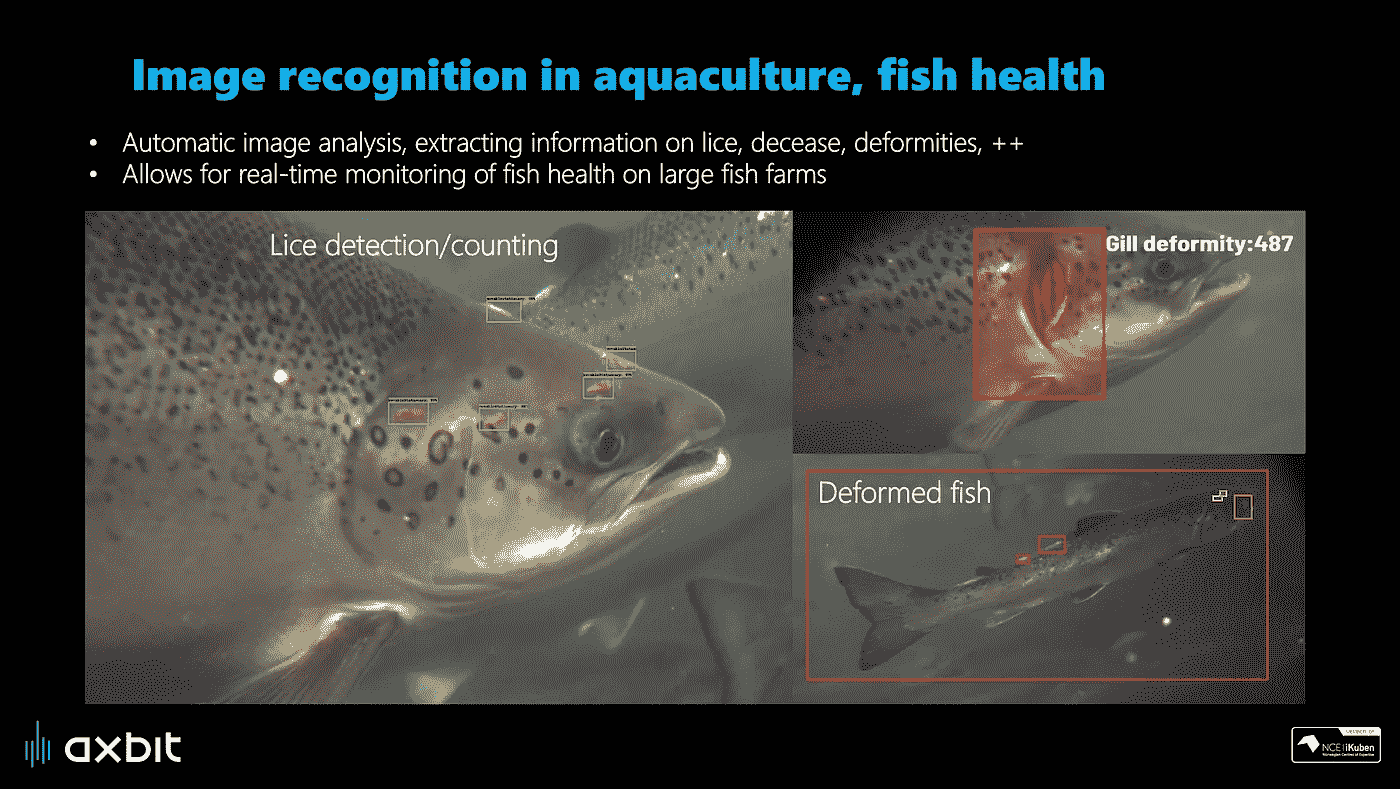 Image recognition in aquaculture, fish health
• Automatic image analysis, extracting information on lice, decease, deformities, ++
• Allows for real-time monitoring of fish health on large fish farms
Lice detection/counting
Gill deformity:487
Deformed fish
axbit
NCE iKuben
Norwegian Centres of Expertise